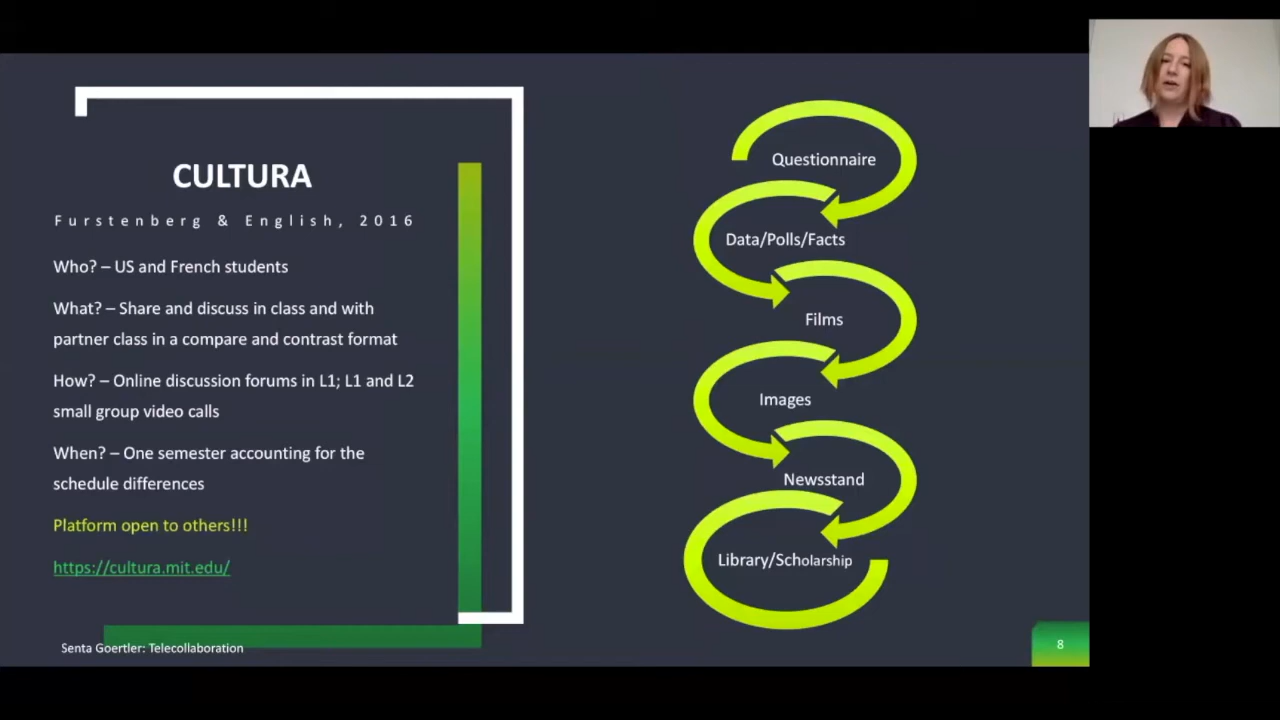 CULTURA
Furstenberg & English, 2016
Who? – US and French students
What? – Share and discuss in class and with
partner class in a compare and contrast format
How? – Online discussion forums in L1; L1 and L2
small group video calls
When? – One semester accounting for the
schedule differences
Platform open to others!!!
https://cultura.mit.edu/
Senta Goertler: Telecollaboration
Questionnaire
Data/Polls/Facts
Films
Images
Newsstand
Library/Scholarship
8